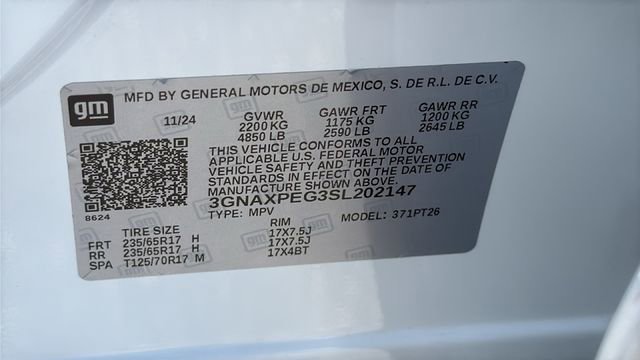 gm MFD BY GENERAL MOTORS DE MEXICO, S. DE R.L. DE C.V.
11/24 GVWR GAWR FRT GAWR RR
2200 KG 1175 KG 1200 KG
4850 LB 2590 LB 2645 LB
THIS VEHICLE CONFORMS TO ALL
APPLICABLE U.S. FEDERAL MOTOR
VEHICLE SAFETY AND THEFT PREVENTION
STANDARDS IN EFFECT ON THE DATE OF
MANUFACTURE SHOWN ABOVE.
3GNAXPEG3SL202147
8624 TYPE: MPV MODEL: 371PT26
TIRE SIZE RIM
FRT 235/65R17 H 17X7.5J
RR 235/65R17 H 17X7.5J
SPA T125/70R17 M 17X4BT